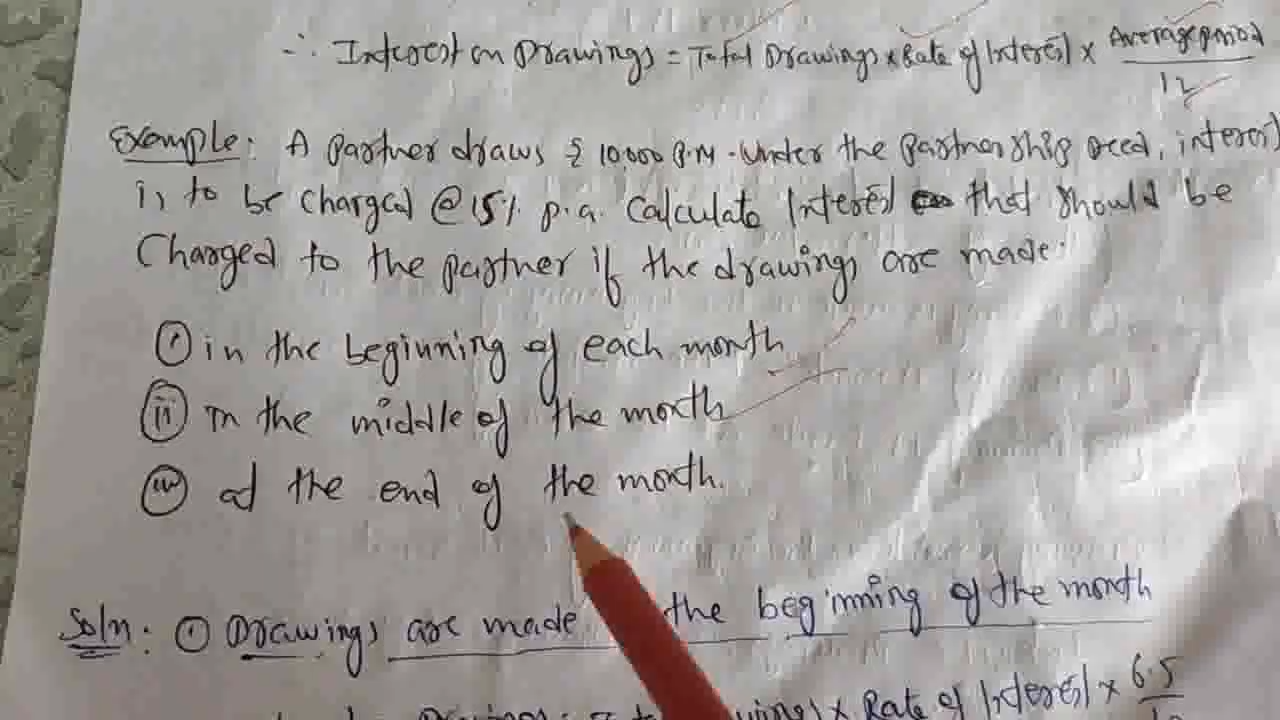 ∴ Interest on Drawings = Total Drawings x Rate of Interest x Average period / 12
Example: A partner draws ₹ 10,000 P.M. Under the partnership deed, interest
is to be charged @ 15% p.a. Calculate Interest that should be
Charged to the partner if the drawings are made:
(i) in the beginning of each month
(ii) in the middle of the month
(iii) at the end of the month.
Soln: (i) Drawings are made the beginning of the month
x Rate of Interest x 6.5